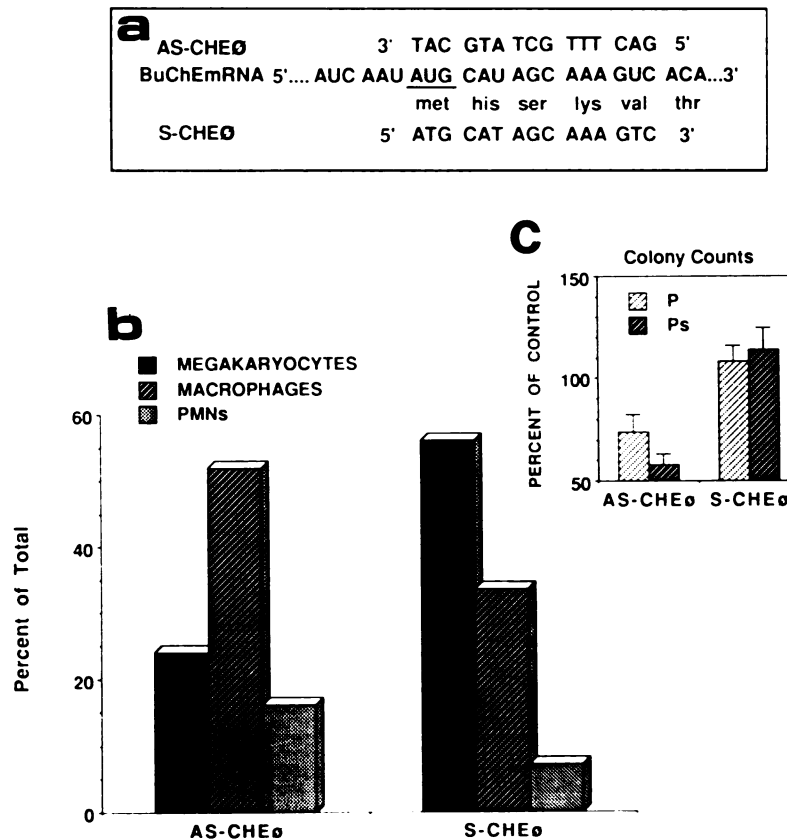 a
AS-CHEØ 3' TAC GTA TCG TTT CAG 5'
BuChEmRNA 5'.... AUC AAU AUG CAU AGC AAA GUC ACA...3'
met his ser lys val thr
S-CHEØ 5' ATG CAT AGC AAA GTC 3'
c
Colony Counts
PERCENT OF CONTROL
150
100
50
P
Ps
AS-CHEø S-CHEø
b
MEGAKARYOCYTES
MACROPHAGES
PMNs
Percent of Total
60
40
20
0
AS-CHEø S-CHEø